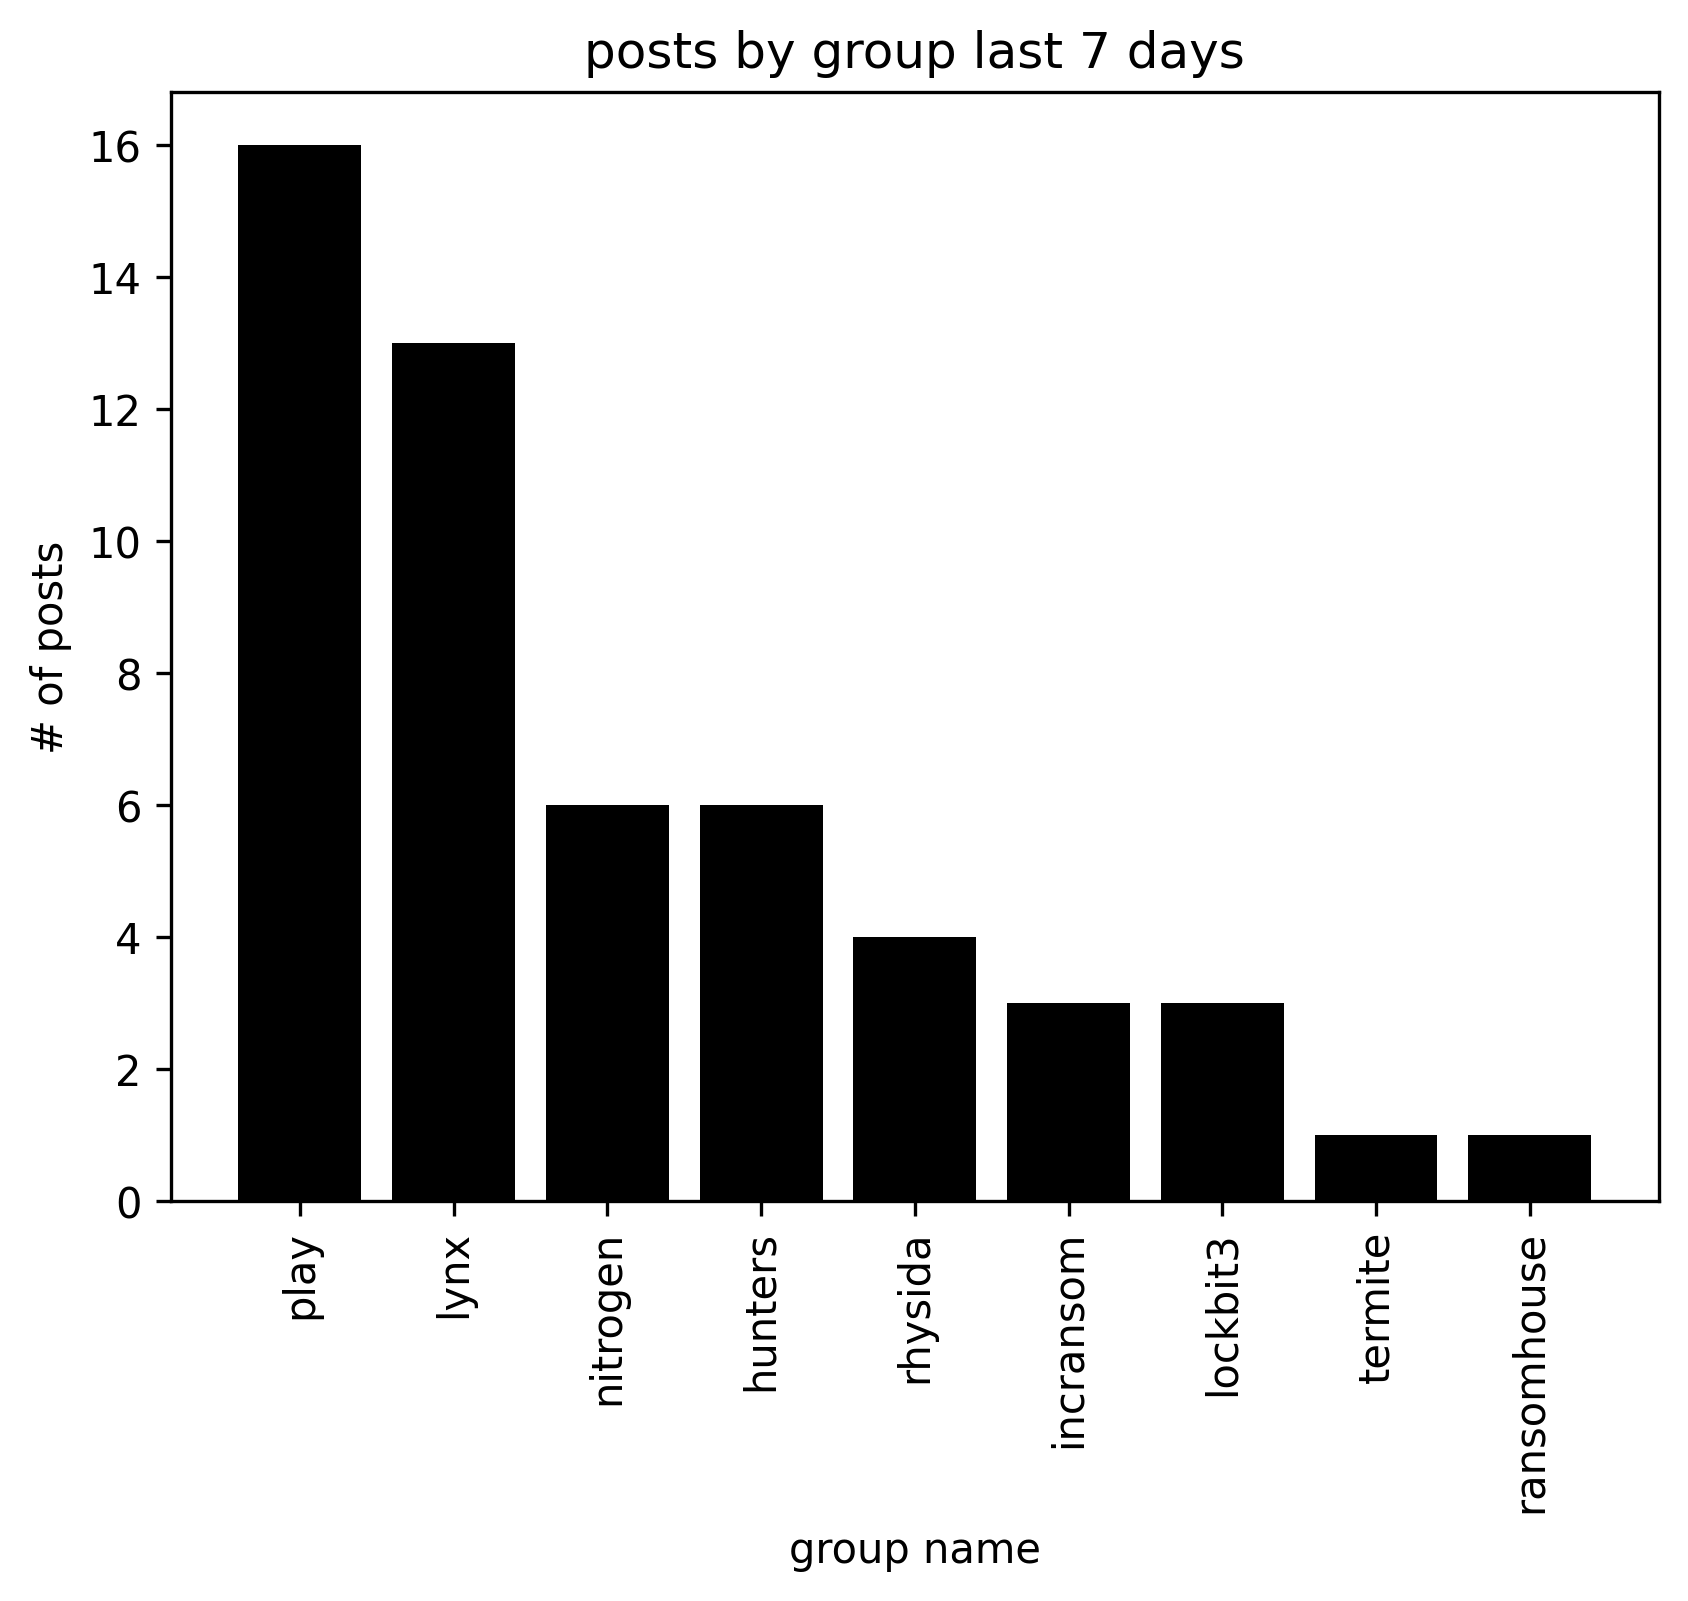 posts by group last 7 days
# of posts
16
14
12
10
8
6
4
2
0
play
lynx
nitrogen
hunters
rhysida
incransom
lockbit3
termite
ransomhouse
group name